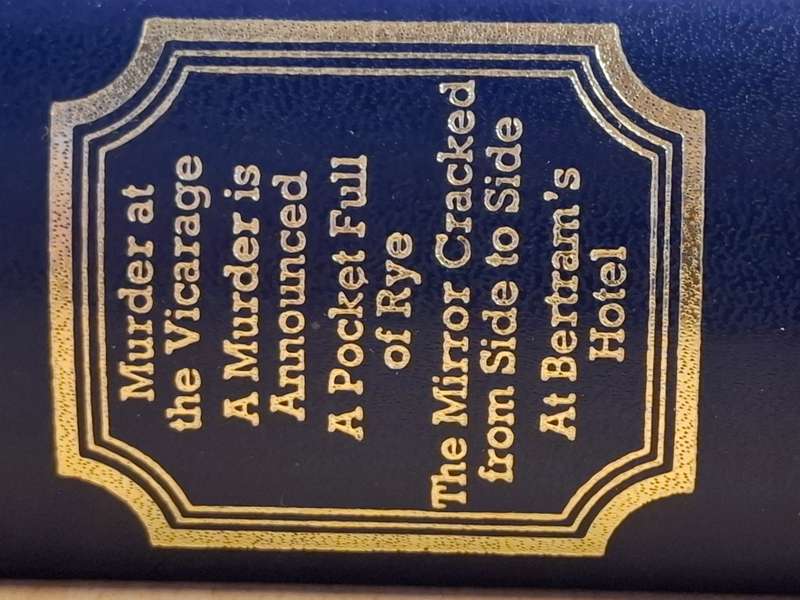 Murder at
the Vicarage
A Murder is
Announced
A Pocket Full
of Rye
The Mirror Cracked
from Side to Side
At Bertram's
Hotel